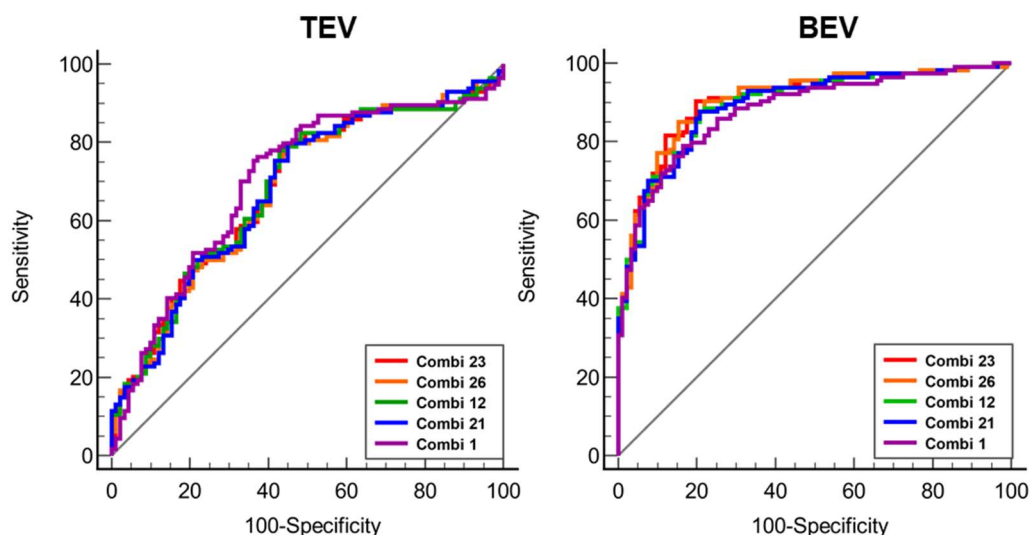 TEV
100
80
60
40
20
0
Sensitivity
Combi 23
Combi 26
Combi 12
Combi 21
Combi 1
0 20 40 60 80 100
100-Specificity
BEV
100
80
60
40
20
0
Sensitivity
Combi 23
Combi 26
Combi 12
Combi 21
Combi 1
0 20 40 60 80 100
100-Specificity